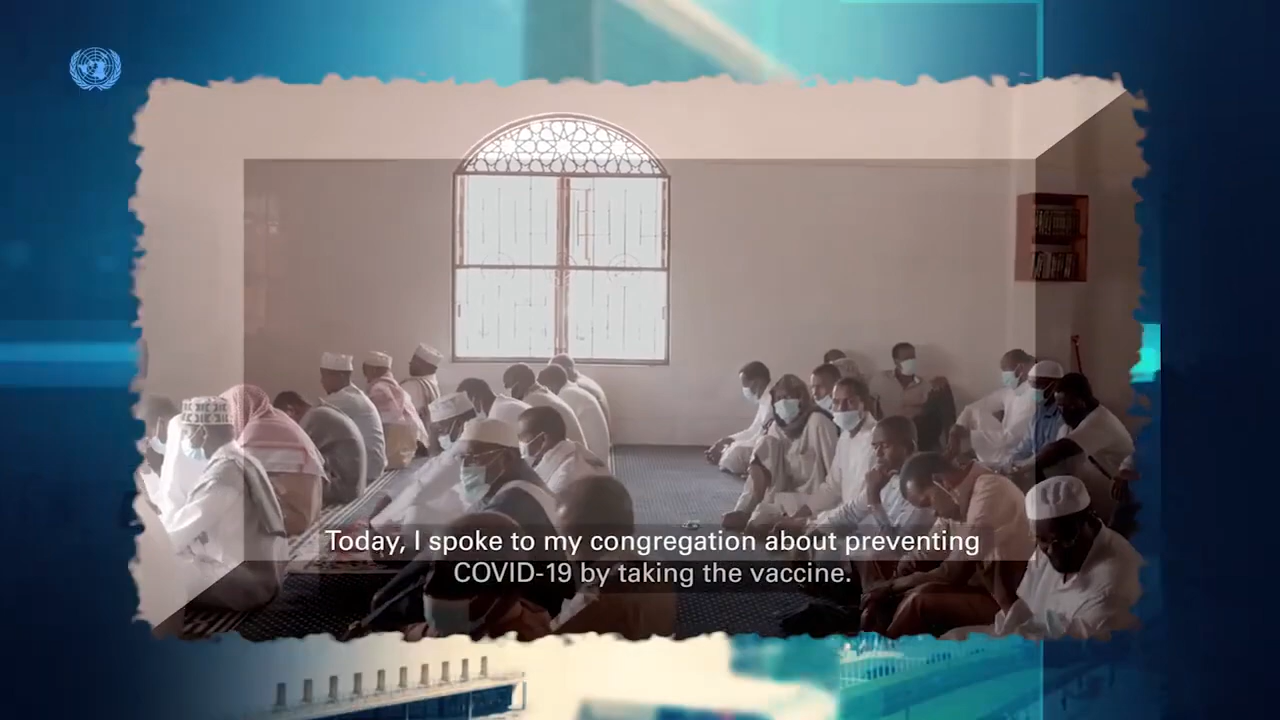 Today, I spoke to my congregation about preventing
COVID-19 by taking the vaccine.